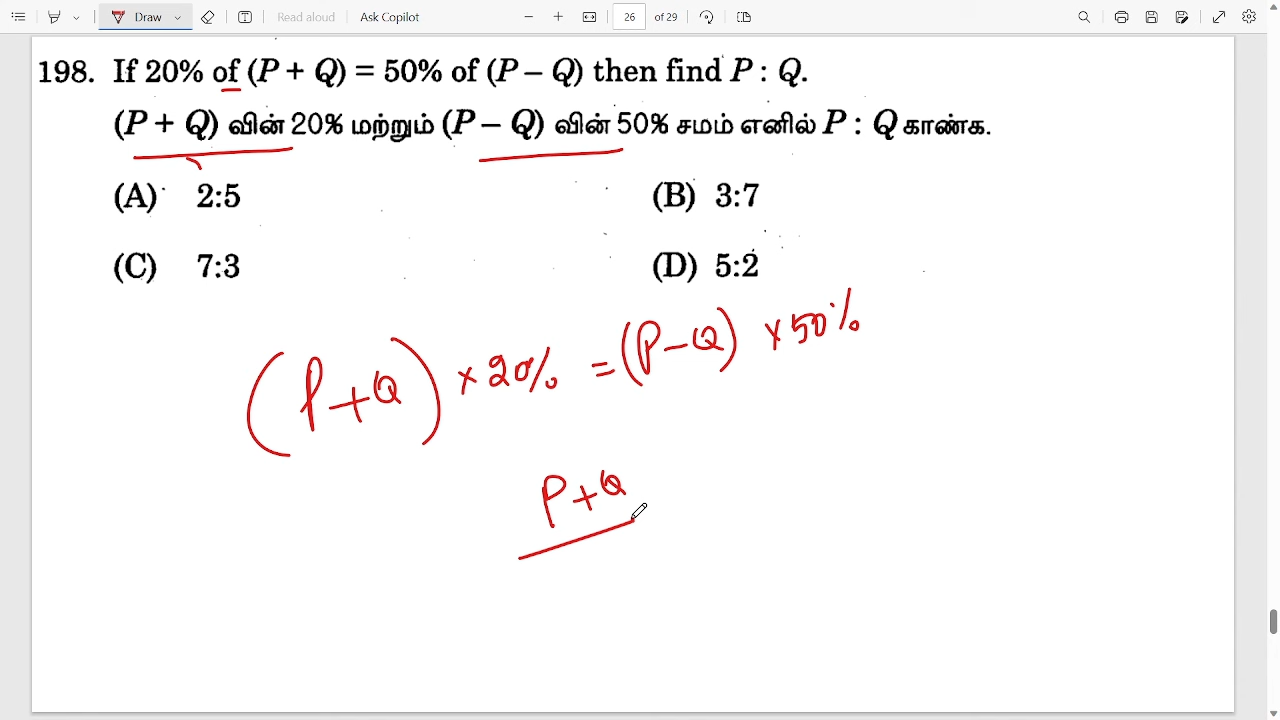 Draw
Read aloud
Ask Copilot
26 of 29
198. If 20% of (P + Q) = 50% of (P – Q) then find P : Q.
(P + Q) வின் 20% மற்றும் (P – Q) வின் 50% சமம் எனில் P : Q காண்க.
(A) 2:5
(B) 3:7
(C) 7:3
(D) 5:2
(P+Q) × 20% = (P-Q) × 50%
P+Q